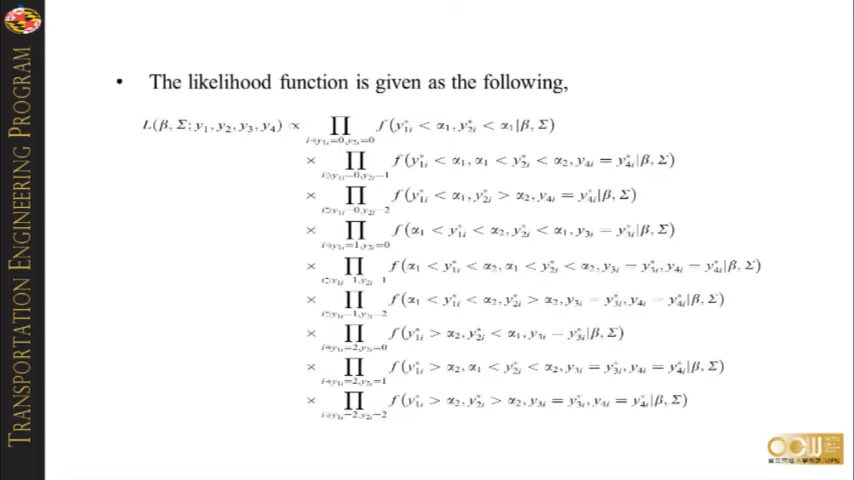 TRANSPORTATION ENGINEERING PROGRAM
• The likelihood function is given as the following,
L(β, Σ; y₁, y₂, y₃, y₄) ∝ ∏_{i∋y₁ᵢ=0,y₂ᵢ=0} f(y*₁ᵢ < α₁, y*₂ᵢ < α₁|β, Σ)
× ∏_{i∋y₁ᵢ=0,y₂ᵢ=1} f(y*₁ᵢ < α₁, α₁ < y*₂ᵢ < α₂, y₄ᵢ = y*₄ᵢ|β, Σ)
× ∏_{i∋y₁ᵢ=0,y₂ᵢ=2} f(y*₁ᵢ < α₁, y*₂ᵢ > α₂, y₄ᵢ = y*₄ᵢ|β, Σ)
× ∏_{i∋y₁ᵢ=1,y₂ᵢ=0} f(α₁ < y*₁ᵢ < α₂, y*₂ᵢ < α₁, y₃ᵢ = y*₃ᵢ|β, Σ)
× ∏_{i∋y₁ᵢ=1,y₂ᵢ=1} f(α₁ < y*₁ᵢ < α₂, α₁ < y*₂ᵢ < α₂, y₃ᵢ = y*₃ᵢ, y₄ᵢ = y*₄ᵢ|β, Σ)
× ∏_{i∋y₁ᵢ=1,y₂ᵢ=2} f(α₁ < y*₁ᵢ < α₂, y*₂ᵢ > α₂, y₃ᵢ = y*₃ᵢ, y₄ᵢ = y*₄ᵢ|β, Σ)
× ∏_{i∋y₁ᵢ=2,y₂ᵢ=0} f(y*₁ᵢ > α₂, y*₂ᵢ < α₁, y₃ᵢ = y*₃ᵢ|β, Σ)
× ∏_{i∋y₁ᵢ=2,y₂ᵢ=1} f(y*₁ᵢ > α₂, α₁ < y*₂ᵢ < α₂, y₃ᵢ = y*₃ᵢ, y₄ᵢ = y*₄ᵢ|β, Σ)
× ∏_{i∋y₁ᵢ=2,y₂ᵢ=2} f(y*₁ᵢ > α₂, y*₂ᵢ > α₂, y₃ᵢ = y*₃ᵢ, y₄ᵢ = y*₄ᵢ|β, Σ)
OCW